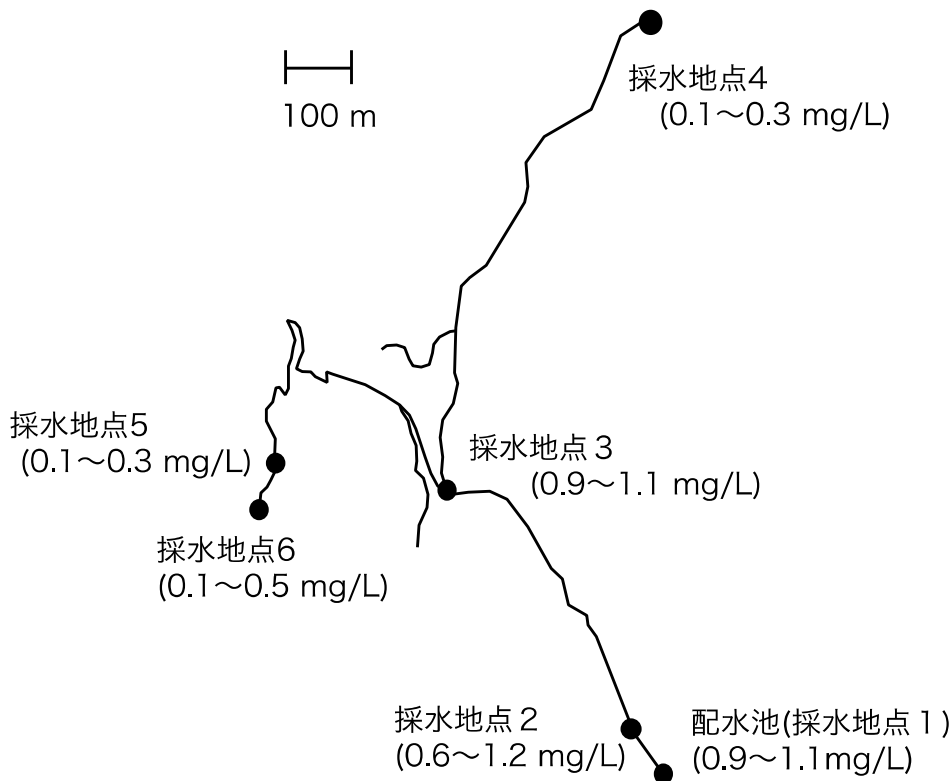 100 m
採水地点4
(0.1～0.3 mg/L)
採水地点5
(0.1～0.3 mg/L)
採水地点３
(0.9～1.1 mg/L)
採水地点6
(0.1～0.5 mg/L)
採水地点２
(0.6～1.2 mg/L)
配水池(採水地点１)
(0.9～1.1mg/L)